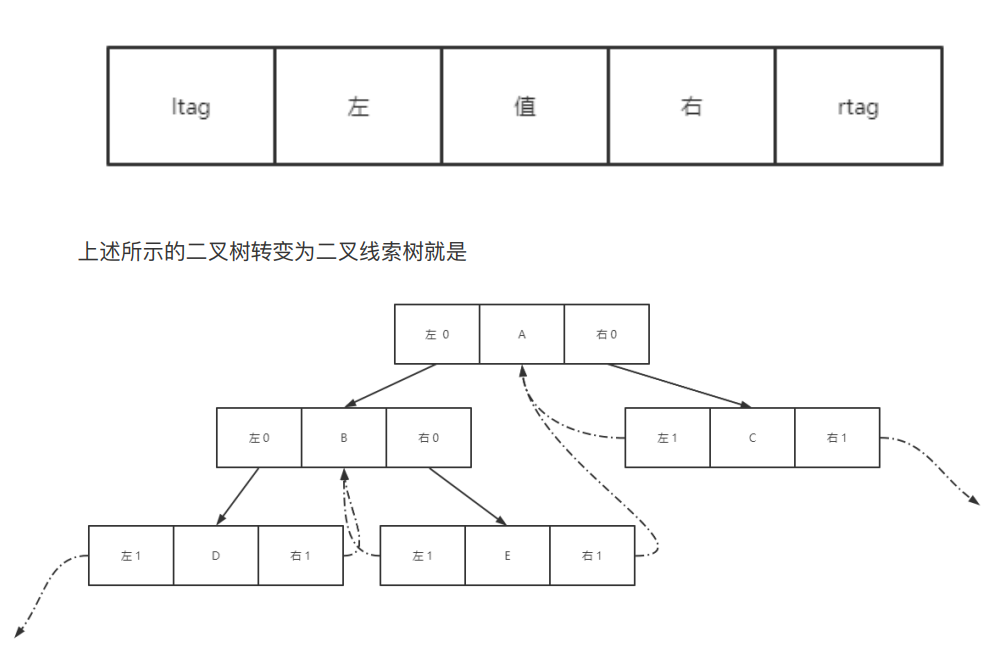 ltag 左 值 右 rtag
上述所示的二叉树转变为二叉线索树就是
左 0 A 右 0
左 0 B 右 0 左 1 C 右 1
左 1 D 右 1 左 1 E 右 1